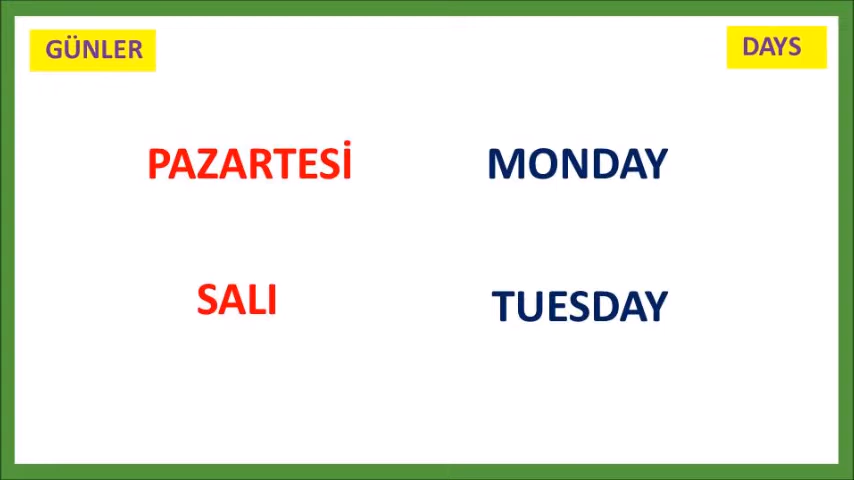 GÜNLER
DAYS
PAZARTESİ
MONDAY
SALI
TUESDAY